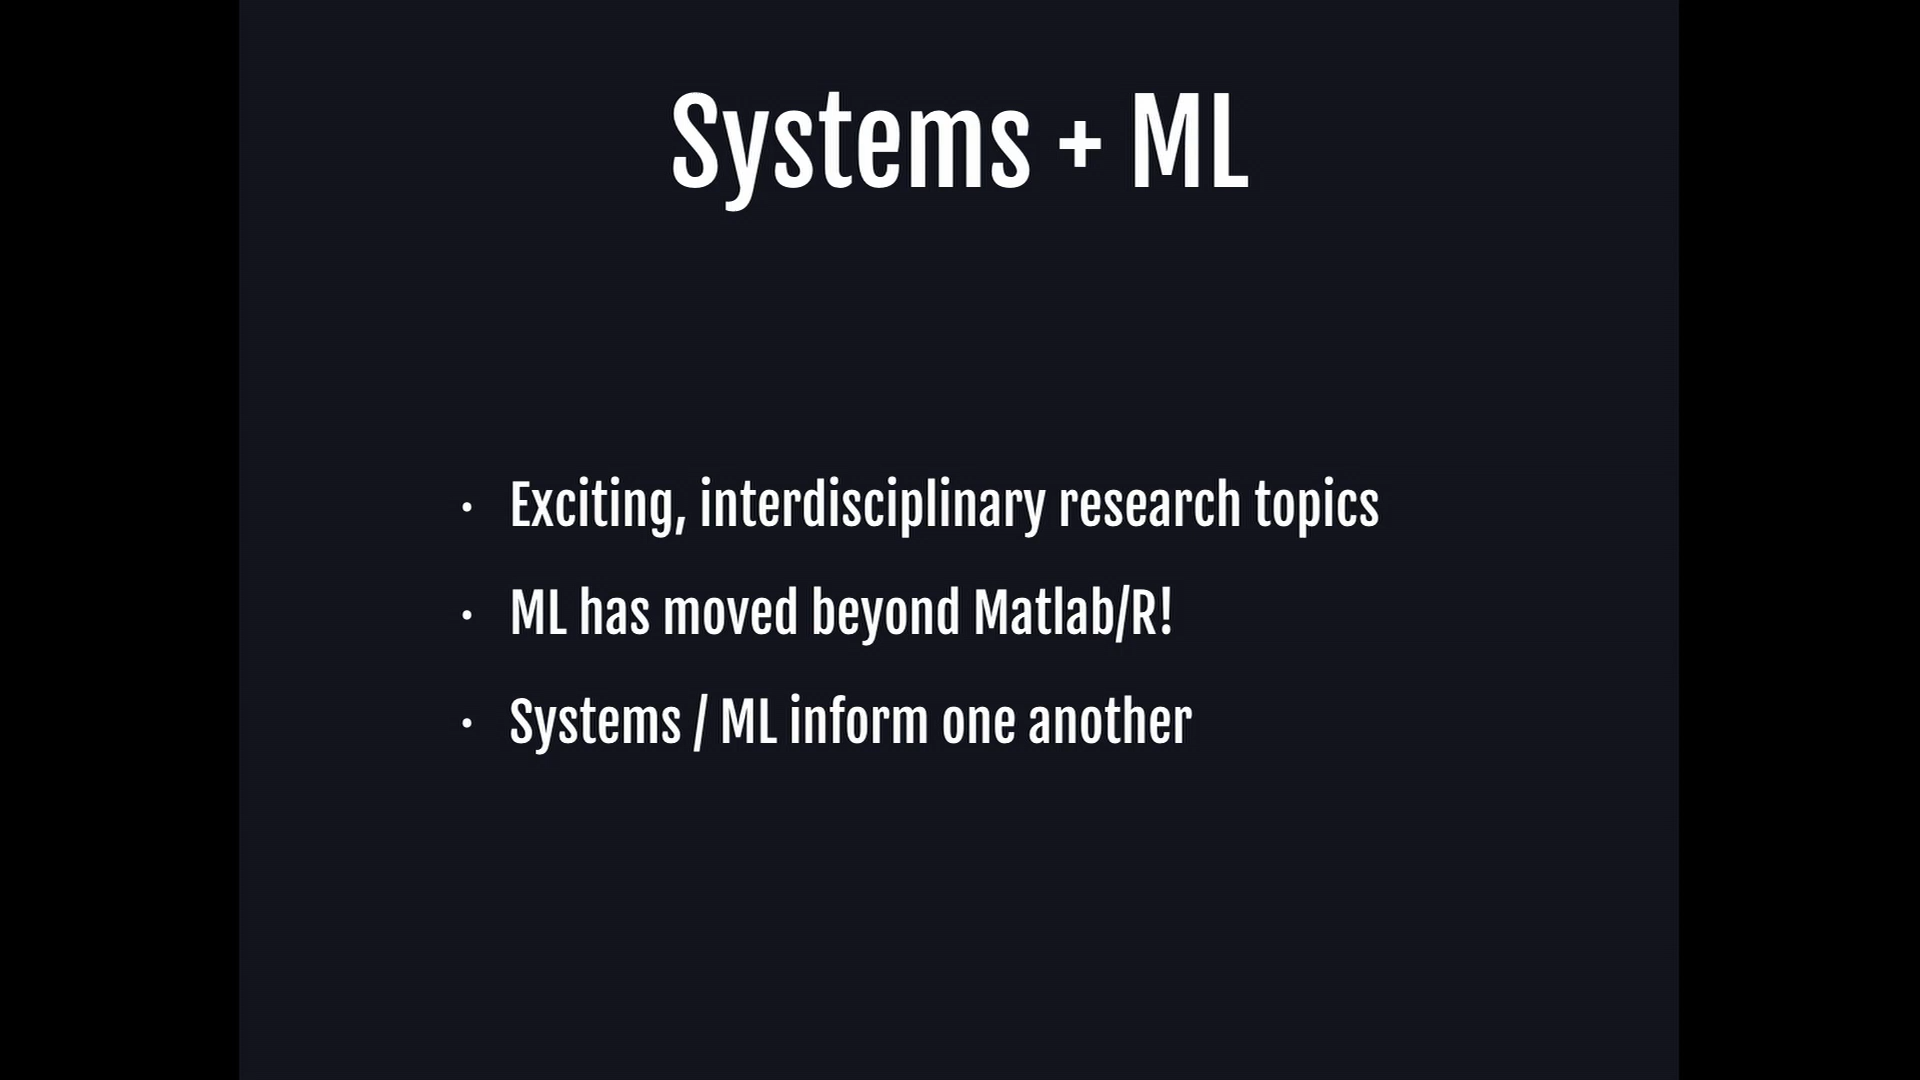 Systems + ML
· Exciting, interdisciplinary research topics
· ML has moved beyond Matlab/R!
· Systems / ML inform one another